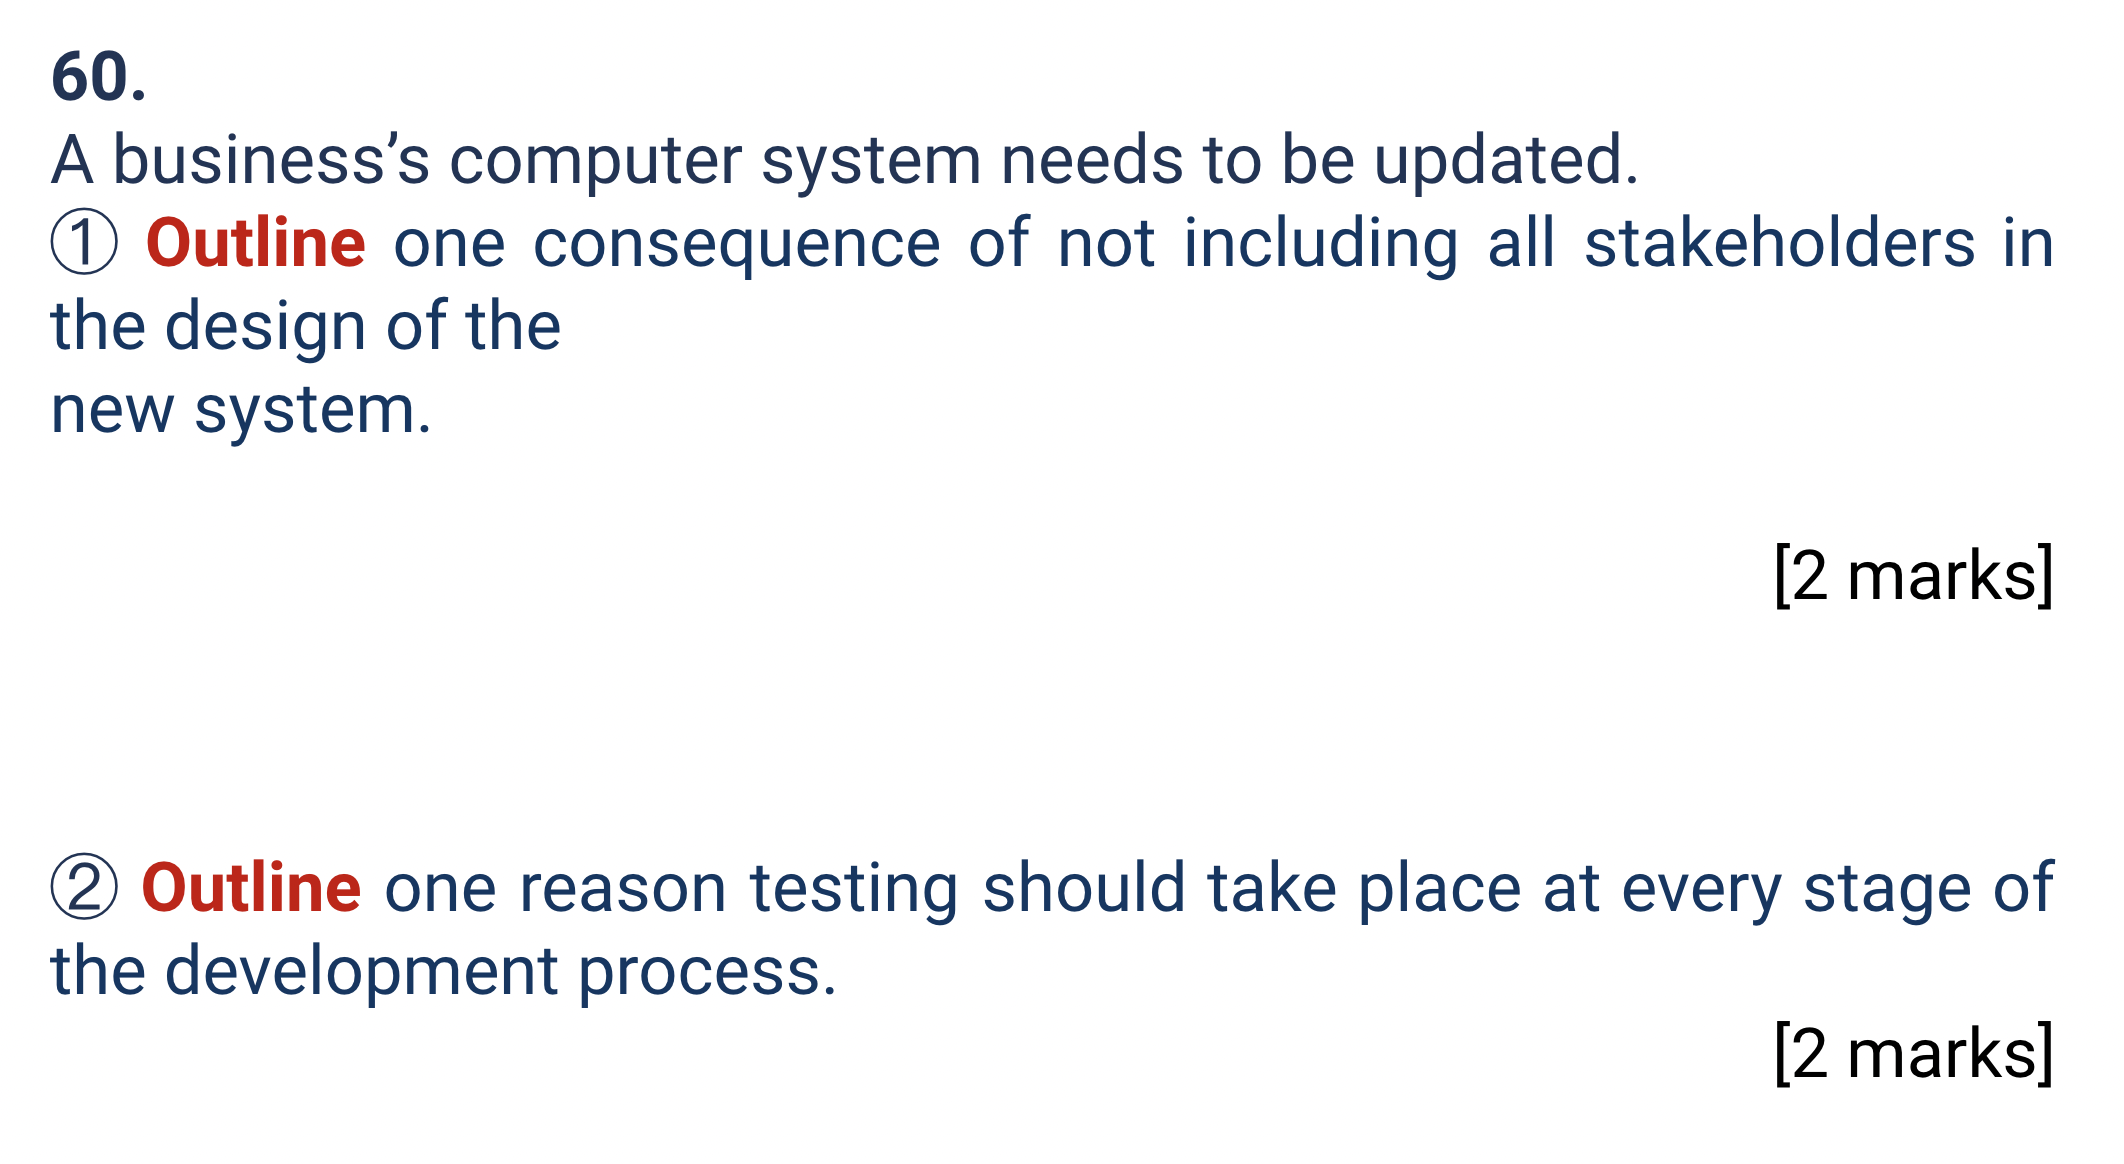 60.
A business’s computer system needs to be updated.
① Outline one consequence of not including all stakeholders in
the design of the
new system.
[2 marks]
② Outline one reason testing should take place at every stage of
the development process.
[2 marks]